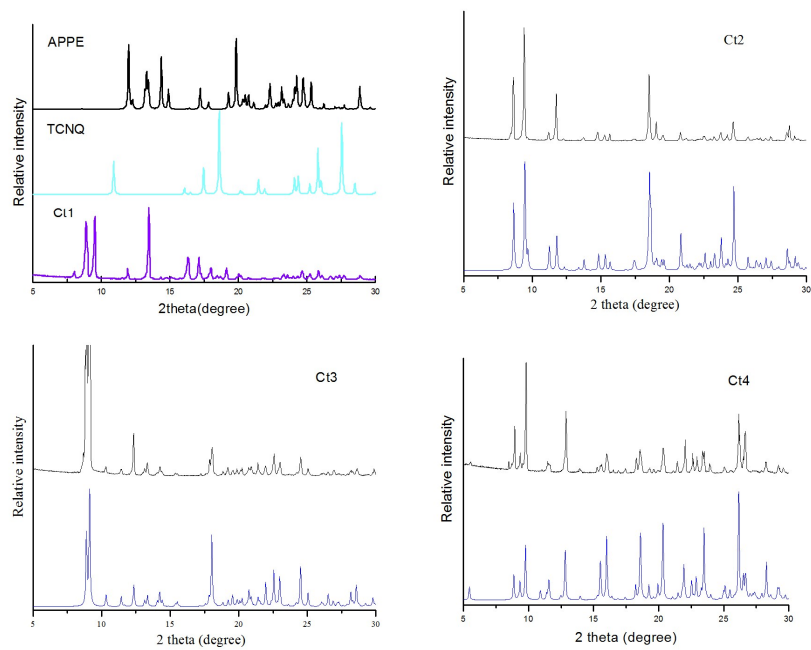 APPE
TCNQ
Ct1
Relative intensity
5 10 15 20 25 30
2theta(degree)
Ct2
Relative intensity
5 10 15 20 25 30
2 theta (degree)
Ct3
Relative intensity
5 10 15 20 25 30
2 theta (degree)
Ct4
Relative intensity
5 10 15 20 25 30
2 theta (degree)